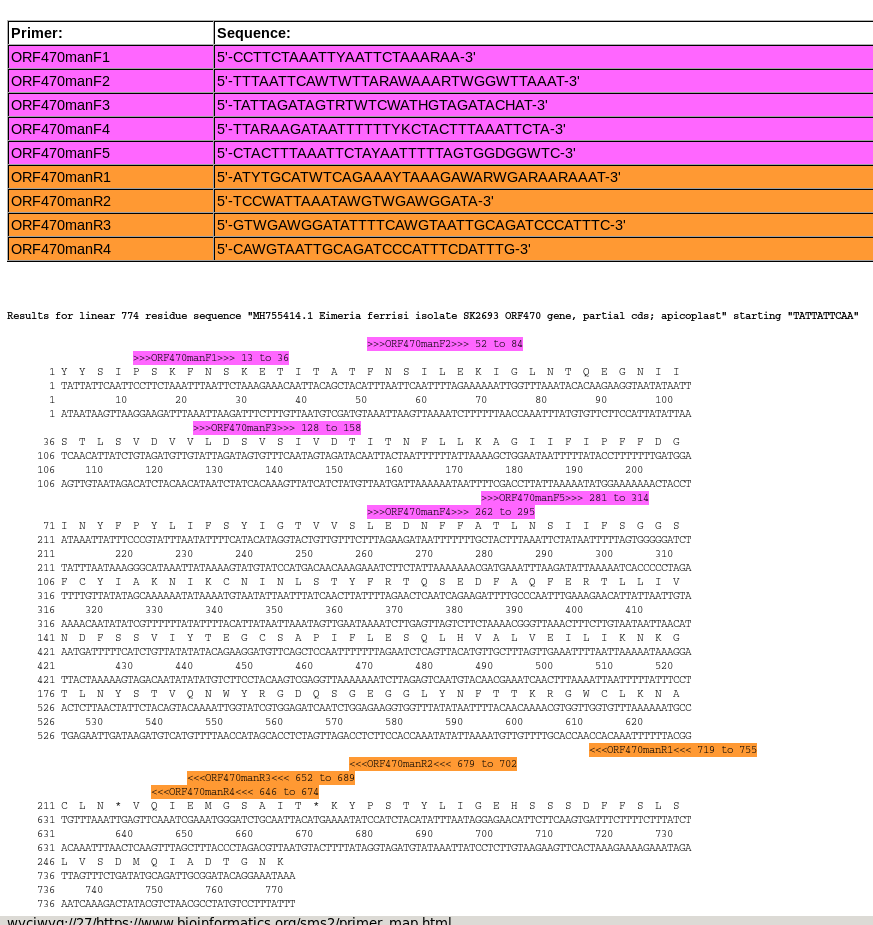 Primer: Sequence:
ORF470manF1 5'-CCTTCTAAATTYAATTCTAAARAA-3'
ORF470manF2 5'-TTTAATTCAWTWTTARAWAAARTWGGWTTAAAT-3'
ORF470manF3 5'-TATTAGATAGTRTWTCWATHGTAGATACHAT-3'
ORF470manF4 5'-TTARAAGATAATTTTTTYKCTACTTTAAATTCTA-3'
ORF470manF5 5'-CTACTTTAAATTCTAYAATTTTTAGTGGDGGWTC-3'
ORF470manR1 5'-ATYTGCATWTCAGAAAYTAAAGAWARWGARAARAAAT-3'
ORF470manR2 5'-TCCWATTAAATAWGTWGAWGGATA-3'
ORF470manR3 5'-GTWGAWGGATATTTTCAWGTAATTGCAGATCCCATTTC-3'
ORF470manR4 5'-CAWGTAATTGCAGATCCCATTTCDATTTG-3'
Results for linear 774 residue sequence "MH755414.1 Eimeria ferrisi isolate SK2693 ORF470 gene, partial cds; apicoplast" starting "TATTATTCAA"
>>>ORF470manF2>>> 52 to 84
>>>ORF470manF1>>> 13 to 36
1 Y Y S I P S K F N S K E T I T A T F N S I L E K I G L N T Q E G N I I
1 TATTATTCAATTCCTTCTAAATTTAATTCTAAAGAAACAATTACAGCTACATTTAATTCAATTTTAGAAAAAATTGGTTTAAATACACAAGAAGGTAATATAATT
1 10 20 30 40 50 60 70 80 90 100
1 ATAATAAGTTAAGGAAGATTTAAATTAAGATTTCTTTGTTAATGTCGATGTAAATTAAGTTAAAATCTTTTTTAACCAAATTTATGTGTTCTTCCATTATATTAA
>>>ORF470manF3>>> 128 to 158
36 S T L S V D V V L D S V S I V D T I T N F L L K A G I I F I P F F D G
106 TCAACATTATCTGTAGATGTTGTATTAGATAGTGTTTCAATAGTAGATACAATTACTAATTTTTTATTAAAAGCTGGAATAATTTTTATACCTTTTTTTGATGGA
106 110 120 130 140 150 160 170 180 190 200
106 AGTTGTAATAGACATCTACAACATAATCTATCACAAAGTTATCATCTATGTTAATGATTAAAAAATAATTTTCGACCTTATTAAAAATATGGAAAAAAACTACCT
>>>ORF470manF5>>> 281 to 314
>>>ORF470manF4>>> 262 to 295
71 I N Y F P Y L I F S Y I G T V V S L E D N F F A T L N S I I F S G G S
211 ATAAATTATTTCCCGTATTTAATATTTTCATACATAGGTACTGTTGTTTCTTTAGAAGATAATTTTTTTGCTACTTTAAATTCTATAATTTTTAGTGGGGGATCT
211 220 230 240 250 260 270 280 290 300 310
211 TATTTAATAAAGGGCATAAATTATAAAAGTATGTATCCATGACAACAAAGAAATCTTCTATTAAAAAAACGATGAAATTTAAGATATTAAAAATCACCCCCTAGA
106 F C Y I A K N I K C N I N L S T Y F R T Q S E D F A Q F E R T L L I V
316 TTTTGTTATATAGCAAAAAATATAAAATGTAATATTAATTTATCAACTTATTTTAGAACTCAATCAGAAGATTTTGCCCAATTTGAAAGAACATTATTAATTGTA
316 320 330 340 350 360 370 380 390 400 410
316 AAAACAATATATCGTTTTTTATATTTTACATTATAATTAAATAGTTGAATAAAATCTTGAGTTAGTCTTCTAAAACGGGTTAAACTTTCTTGTAATAATTAACAT
141 N D F S S V I Y T E G C S A P I F L E S Q L H V A L V E I L I K N K G
421 AATGATTTTTCATCTGTTATATATACAGAAGGATGTTCAGCTCCAATTTTTTTAGAATCTCAGTTACATGTTGCTTTAGTTGAAATTTTAATTAAAAATAAAGGA
421 430 440 450 460 470 480 490 500 510 520
421 TTACTAAAAAGTAGACAATATATATGTCTTCCTACAAGTCGAGGTTAAAAAAATCTTAGAGTCAATGTACAACGAAATCAACTTTAAAATTAATTTTTATTTCCT
176 T L N Y S T V Q N W Y R G D Q S G E G G L Y N F T T K R G W C L K N A
526 ACTCTTAACTATTCTACAGTACAAAATTGGTATCGTGGAGATCAATCTGGAGAAGGTGGTTTATATAATTTTACAACAAAACGTGGTTGGTGTTTAAAAAATGCC
526 530 540 550 560 570 580 590 600 610 620
526 TGAGAATTGATAAGATGTCATGTTTTAACCATAGCACCTCTAGTTAGACCTCTTCCACCAAATATATTAAAATGTTGTTTTGCACCAACCACAAATTTTTTACGG
<<<ORF470manR1<<< 719 to 755
<<<ORF470manR2<<< 679 to 702
<<<ORF470manR3<<< 652 to 689
<<<ORF470manR4<<< 646 to 674
211 C L N * V Q I E M G S A I T * K Y P S T Y L I G E H S S S D F F S L S
631 TGTTTAAATTGAGTTCAAATCGAAATGGGATCTGCAATTACATGAAAATATCCATCTACATATTTAATAGGAGAACATTCTTCAAGTGATTTCTTTTCTTTATCT
631 640 650 660 670 680 690 700 710 720 730
631 ACAAATTTAACTCAAGTTTAGCTTTACCCTAGACGTTAATGTACTTTTATAGGTAGATGTATAAATTATCCTCTTGTAAGAAGTTCACTAAAGAAAAGAAATAGA
246 L V S D M Q I A D T G N K
736 TTAGTTTCTGATATGCAGATTGCGGATACAGGAAATAAA
736 740 750 760 770
736 AATCAAAGACTATACGTCTAACGCCTATGTCCTTTATTT
wyciwyg://27/https://www.bioinformatics.org/sms2/primer_map.html